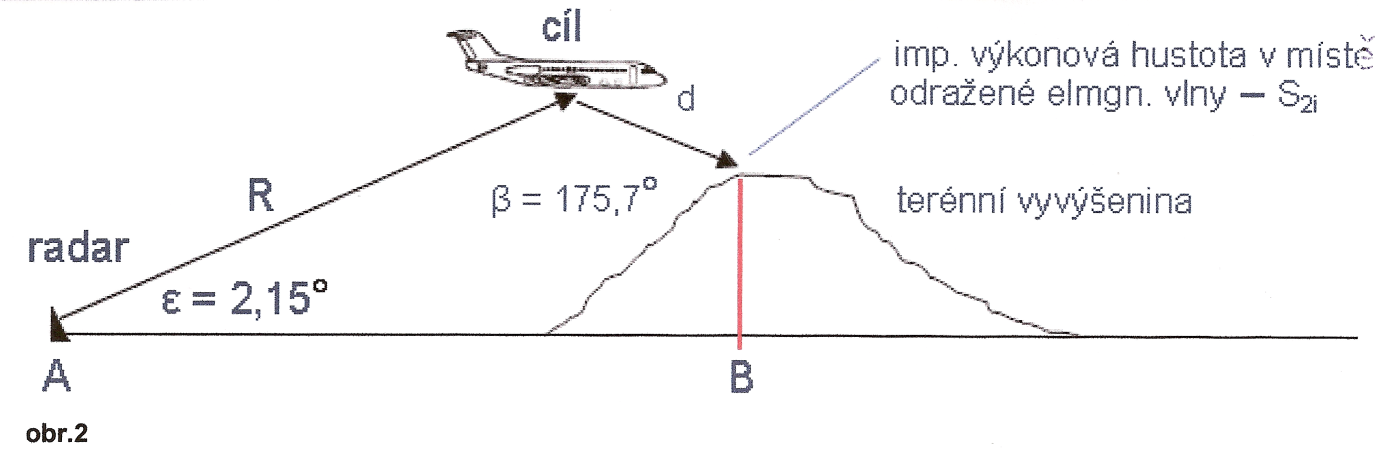 cíl
imp. výkonová hustota v místě
odražené elmgn. vlny – S₂ᵢ
d
R
β = 175,7°
terénní vyvýšenina
radar
ε = 2,15°
A
B
obr.2